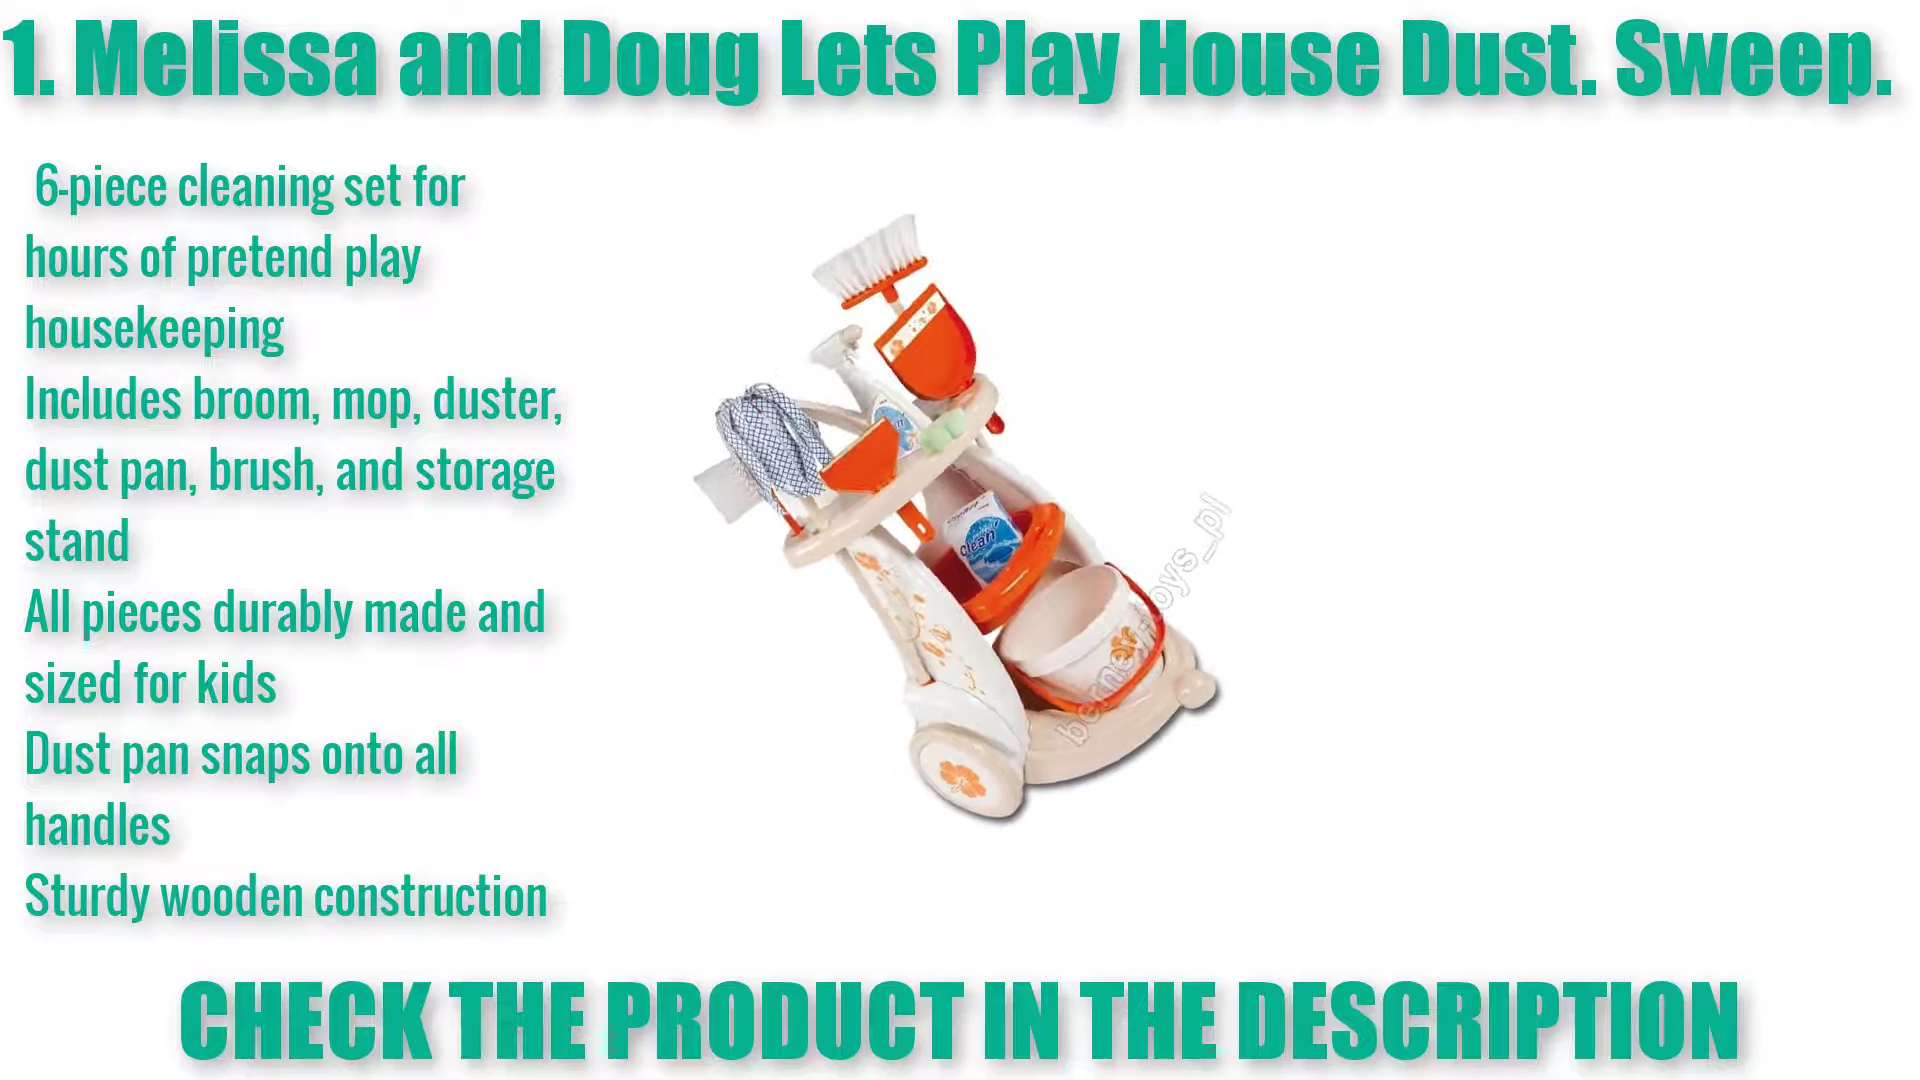 1. Melissa and Doug Lets Play House Dust. Sweep.
6-piece cleaning set for
hours of pretend play
housekeeping
Includes broom, mop, duster,
dust pan, brush, and storage
stand
All pieces durably made and
sized for kids
Dust pan snaps onto all
handles
Sturdy wooden construction
Clean
CHECK THE PRODUCT IN THE DESCRIPTION